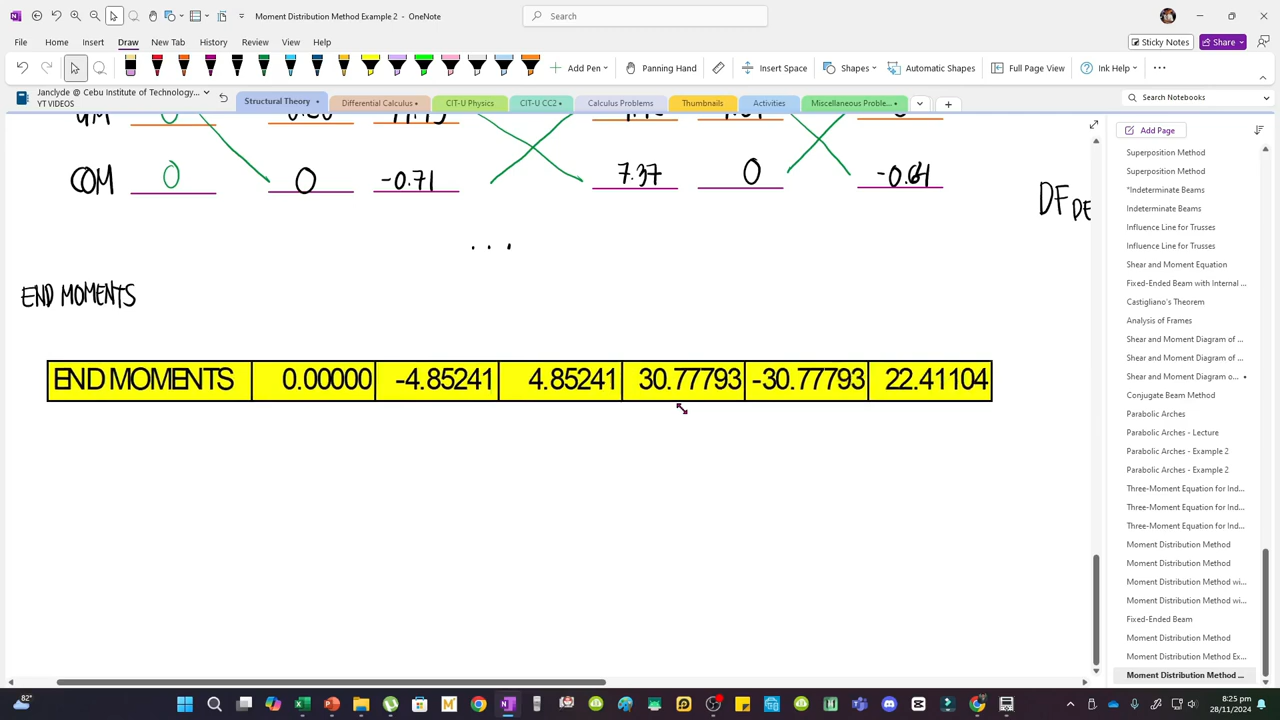 Moment Distribution Method Example 2 - OneNote
Search
File Home Insert Draw New Tab History Review View Help
Sticky Notes Share
Add Pen Panning Hand Insert Space Shapes Automatic Shapes Full Page View Ink Help
Janclyde @ Cebu Institute of Technology...
YT VIDEOS
Structural Theory Differential Calculus CIT-U Physics CIT-U CC2 Calculus Problems Thumbnails Activities Miscellaneous Proble... +
Search Notebooks
Add Page
COM 0 0 -0.71 7.37 0 -0.64
DF DE
. . .
END MOMENTS
END MOMENTS 0.00000 -4.85241 4.85241 30.77793 -30.77793 22.41104
Superposition Method
Superposition Method
*Indeterminate Beams
Indeterminate Beams
Influence Line for Trusses
Influence Line for Trusses
Shear and Moment Equation
Fixed-Ended Beam with Internal ...
Castigliano's Theorem
Analysis of Frames
Shear and Moment Diagram of ...
Shear and Moment Diagram of ...
Shear and Moment Diagram o...
Conjugate Beam Method
Parabolic Arches
Parabolic Arches - Lecture
Parabolic Arches - Example 2
Parabolic Arches - Example 2
Three-Moment Equation for Ind...
Three-Moment Equation for Ind...
Three-Moment Equation for Ind...
Moment Distribution Method
Moment Distribution Method
Moment Distribution Method wi...
Moment Distribution Method wi...
Fixed-Ended Beam
Moment Distribution Method
Moment Distribution Method Ex...
Moment Distribution Method ...
82°
8:25 pm
28/11/2024